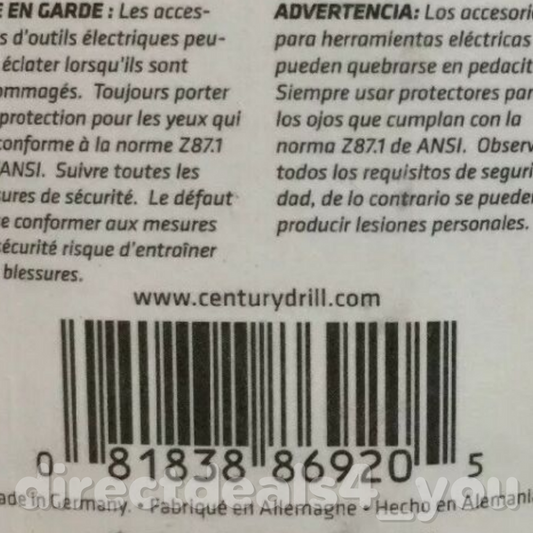 E EN GARDE : Les acces-
s d'outils électriques peu-
éclater lorsqu'ils sont
ommagés. Toujours porter
protection pour les yeux qui
conforme à la norme Z87.1
ANSI. Suivre toutes les
ures de sécurité. Le défaut
e conformer aux mesures
sécurité risque d'entraîner
blessures.
ADVERTENCIA: Los accesorio
para herramientas eléctricas
pueden quebrarse en pedacit
Siempre usar protectores par
los ojos que cumplan con la
norma Z87.1 de ANSI. Observ
todos los requisitos de seguri
dad, de lo contrario se puede
producir lesiones personales.
www.centurydrill.com
0 81838 86920 5
directdeals4_you
ade in Germany. • Fabriqué en Allemagne • Hecho en Alemania